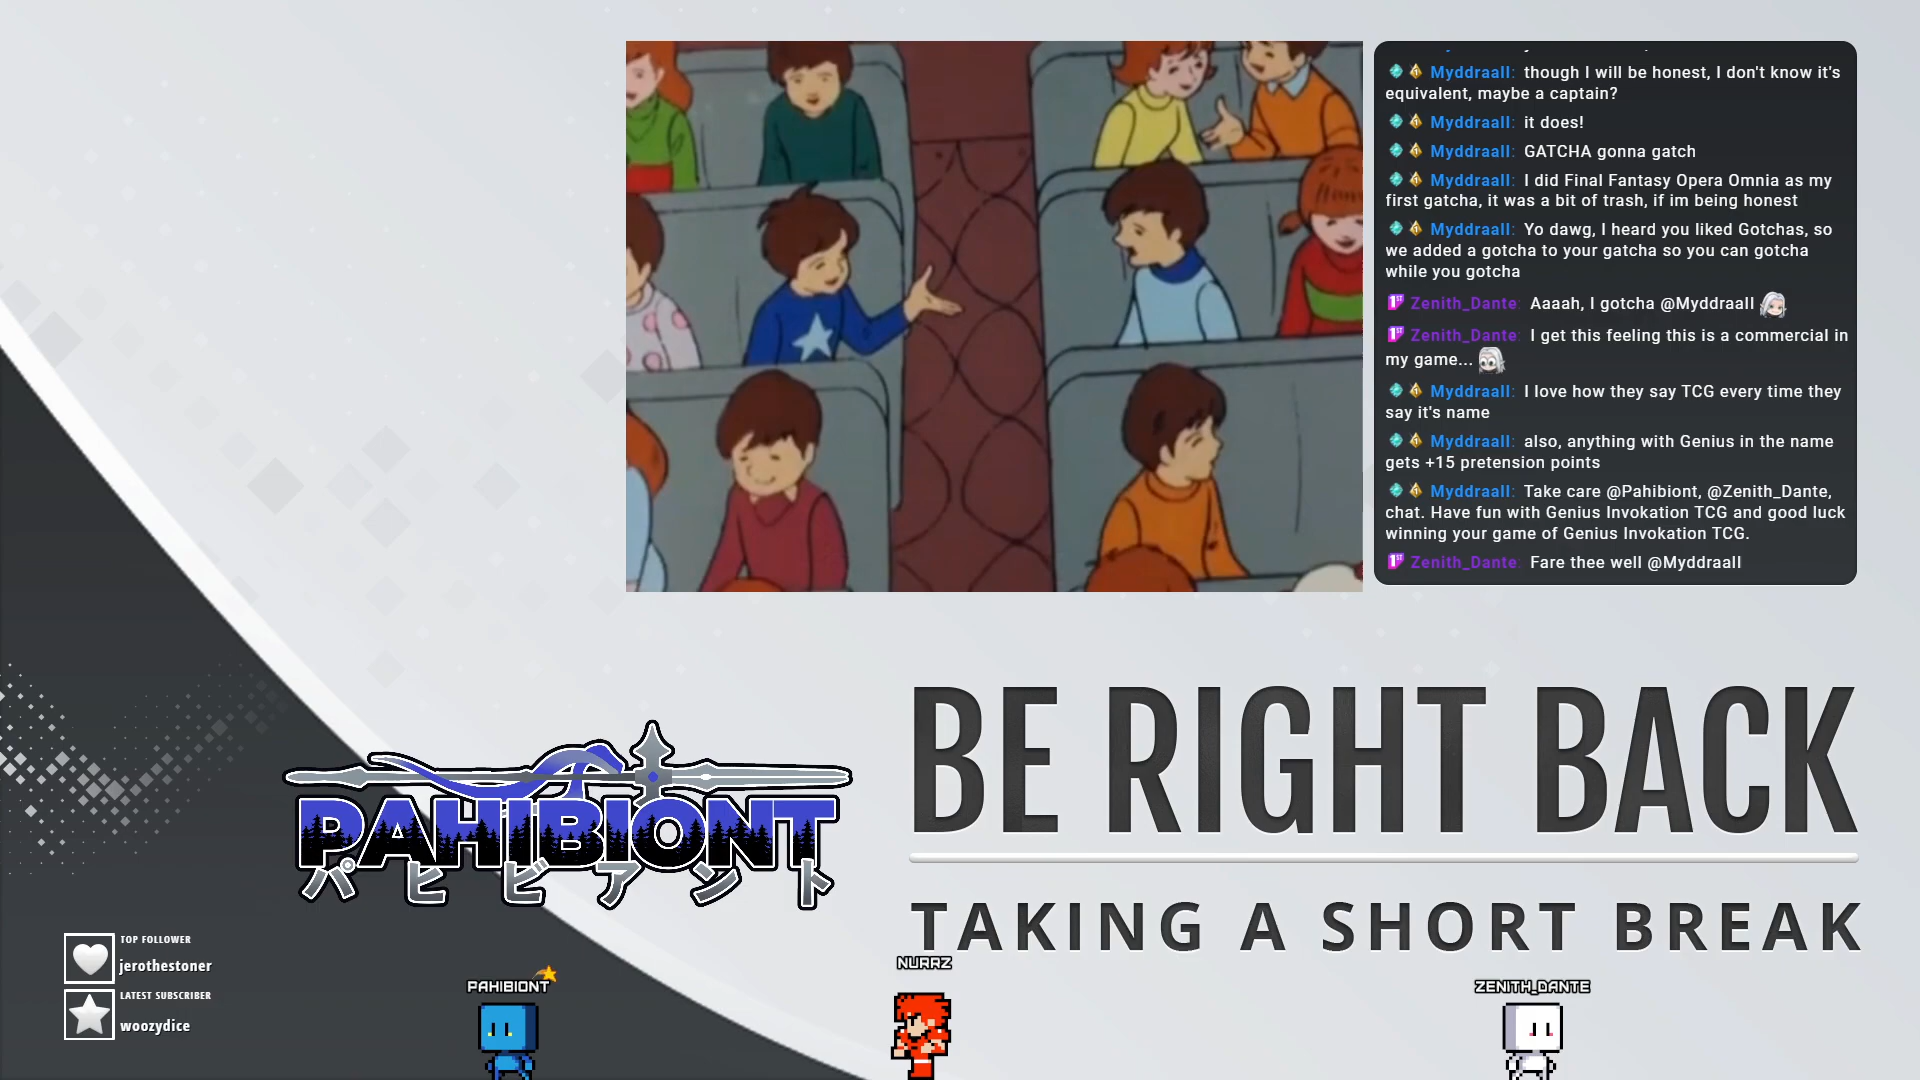 Myddraall: though I will be honest, I don't know it's
equivalent, maybe a captain?
Myddraall: it does!
Myddraall: GATCHA gonna gatch
Myddraall: I did Final Fantasy Opera Omnia as my
first gatcha, it was a bit of trash, if im being honest
Myddraall: Yo dawg, I heard you liked Gotchas, so
we added a gotcha to your gatcha so you can gotcha
while you gotcha
1ST Zenith_Dante: Aaaah, I gotcha @Myddraall
1ST Zenith_Dante: I get this feeling this is a commercial in
my game...
Myddraall: I love how they say TCG every time they
say it's name
Myddraall: also, anything with Genius in the name
gets +15 pretension points
Myddraall: Take care @Pahibiont, @Zenith_Dante,
chat. Have fun with Genius Invokation TCG and good luck
winning your game of Genius Invokation TCG.
1ST Zenith_Dante: Fare thee well @Myddraall
BE RIGHT BACK
TAKING A SHORT BREAK
PAHIBIONT
パヒビアント
TOP FOLLOWER
jerothestoner
LATEST SUBSCRIBER
woozydice
PAHIBIONT
NURRZ
ZENITH_DANTE